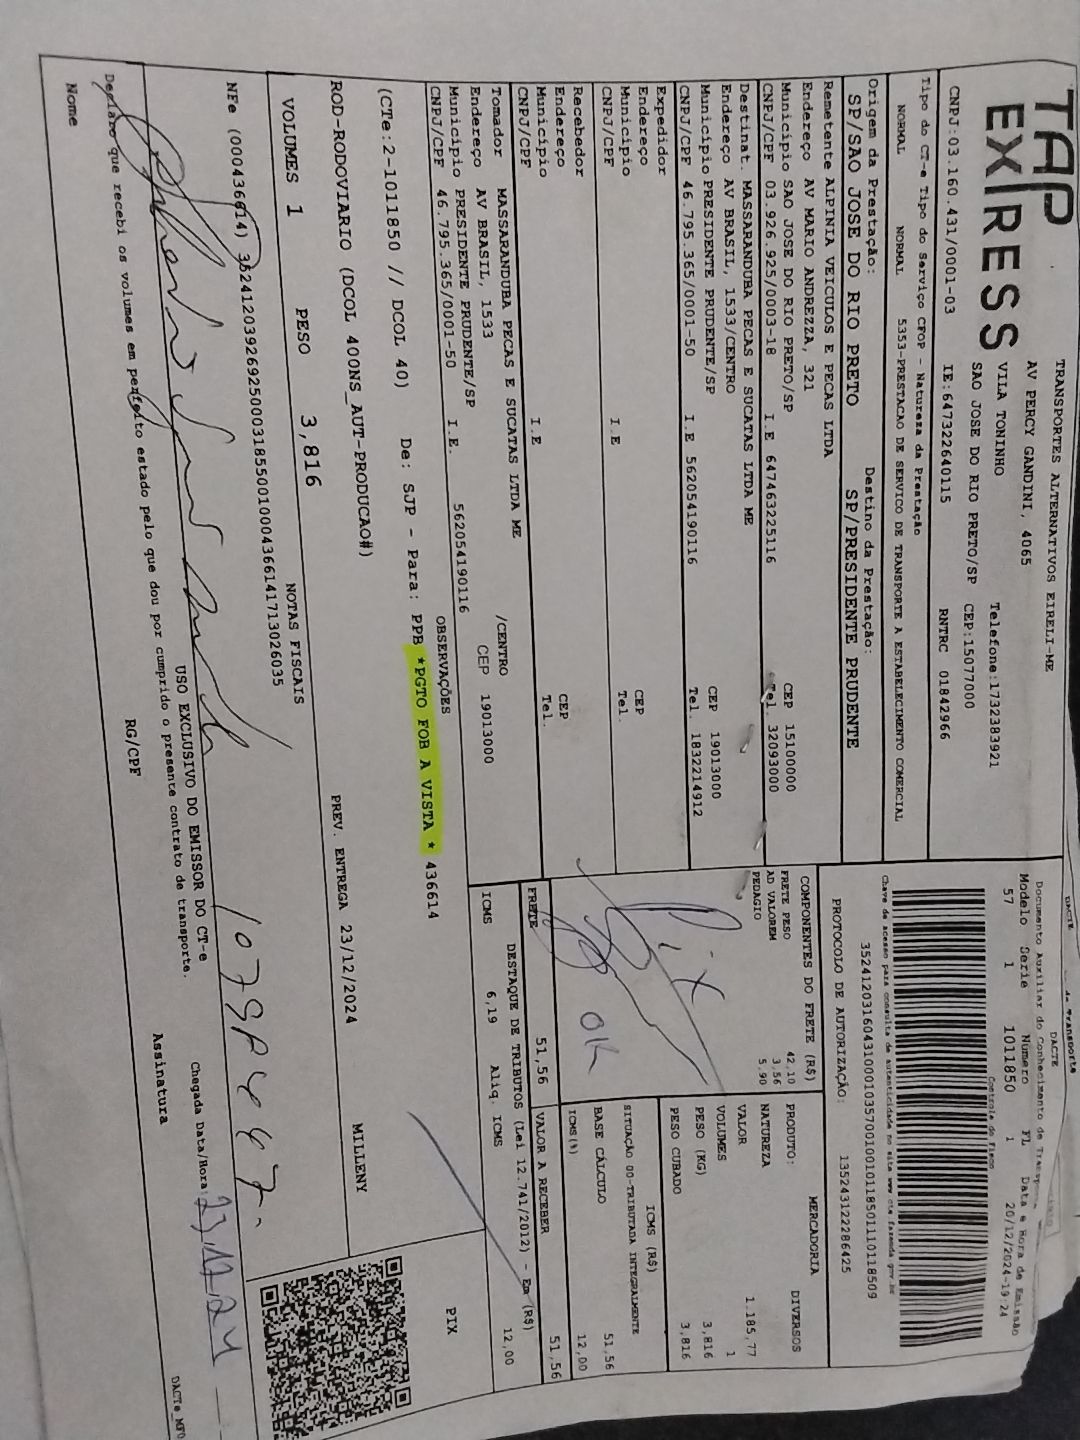 TAP EXPRESS
TRANSPORTES ALTERNATIVOS EIRELI-ME
AV PERCY GANDINI, 4065
VILA TONINHO Telefone:1732383921
SAO JOSE DO RIO PRETO/SP CEP:15077000
CNPJ:03.160.431/0001-03 IE:647322640115 RNTRC 01842966
DACTE
Documento Auxiliar do Conhecimento de
Modelo Serie Número FL Data e Hora de Emissão
57 1 1011850 1 20/12/2024-19:24
Controle do Fisco
Chave de acesso para consulta de autenticidade no site www.cte.fazenda.gov.br
35241203160431000103570010010118501110118509
PROTOCOLO DE AUTORIZAÇÃO: 135243122286425
Tipo do CT-e Tipo do Serviço CFOP - Natureza da Prestação
NORMAL NORMAL 5353-PRESTACAO DE SERVICO DE TRANSPORTE A ESTABELECIMENTO COMERCIAL
Origem da Prestação: Destino da Prestação:
SP/SAO JOSE DO RIO PRETO SP/PRESIDENTE PRUDENTE
Remetente ALPINIA VEICULOS E PECAS LTDA
Endereço AV MARIO ANDREZZA, 321
Município SAO JOSE DO RIO PRETO/SP CEP 15100000
CNPJ/CPF 03.926.925/0003-18 I.E 647463225116 Tel. 32093000
Destinat. MASSARANDUBA PECAS E SUCATAS LTDA ME
Endereço AV BRASIL, 1533/CENTRO
Município PRESIDENTE PRUDENTE/SP CEP 19013000
CNPJ/CPF 46.795.365/0001-50 I.E 562054190116 Tel. 1832214912
Expedidor
Endereço
Município CEP
CNPJ/CPF I.E Tel.
Recebedor
Endereço
Município CEP
CNPJ/CPF I.E Tel.
Tomador MASSARANDUBA PECAS E SUCATAS LTDA ME
Endereço AV BRASIL, 1533 /CENTRO
Município PRESIDENTE PRUDENTE/SP CEP 19013000
CNPJ/CPF 46.795.365/0001-50 I.E. 562054190116
COMPONENTES DO FRETE (R$)
FRETE PESO 42,10
AD VALOREM 3,56
PEDAGIO 5,90
Pix
OK
FRETE 51,56
MERCADORIA
PRODUTO: DIVERSOS
NATUREZA
VALOR 1.185,77
VOLUMES 1
PESO (KG) 3,816
PESO CUBADO 3,816
ICMS (R$)
SITUAÇÃO 00-TRIBUTADA INTEGRALMENTE
BASE CÁLCULO 51,56
ICMS(%) 12,00
VALOR A RECEBER 51,56
DESTAQUE DE TRIBUTOS (Lei 12.741/2012) - Em (R$)
ICMS 6,19 Aliq. ICMS 12,00
OBSERVAÇÕES
(CTe:2-1011850 // DCOL 40) De: SJP - Para: PPB *PGTO FOB A VISTA * 436614
PIX
ROD-RODOVIARIO (DCOL 400NS_AUT-PRODUCAO#)
PREV. ENTREGA 23/12/2024 MILLENY
VOLUMES 1 PESO 3,816 NOTAS FISCAIS
NFe (000436614) 35241203926925000318550010004366141713026035
USO EXCLUSIVO DO EMISSOR DO CT-e
Declaro que recebi os volumes em perfeito estado pelo que dou por cumprido o presente contrato de transporte.
Chegada Data/Hora: 23/12/24
Nome RG/CPF Assinatura